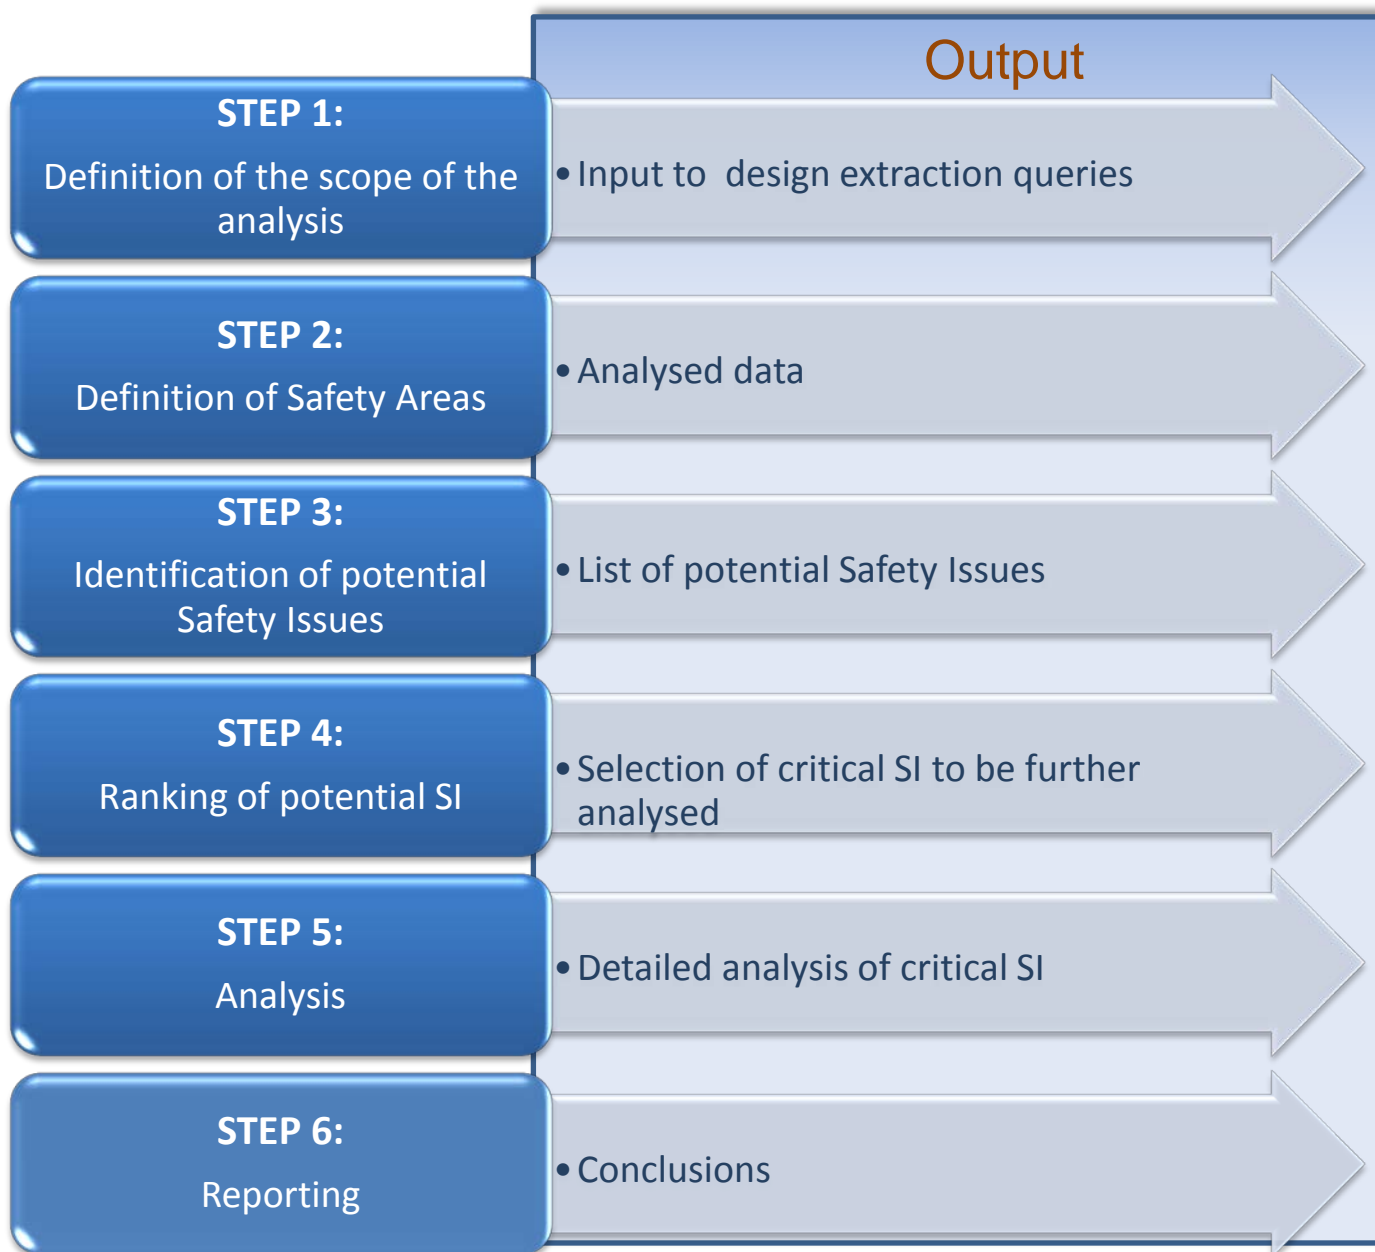 Output
STEP 1:
Definition of the scope of the
analysis
• Input to  design extraction queries
STEP 2:
Definition of Safety Areas
• Analysed data
STEP 3:
Identification of potential
Safety Issues
• List of potential Safety Issues
STEP 4:
Ranking of potential SI
• Selection of critical SI to be further
analysed
STEP 5:
Analysis
• Detailed analysis of critical SI
STEP 6:
Reporting
• Conclusions